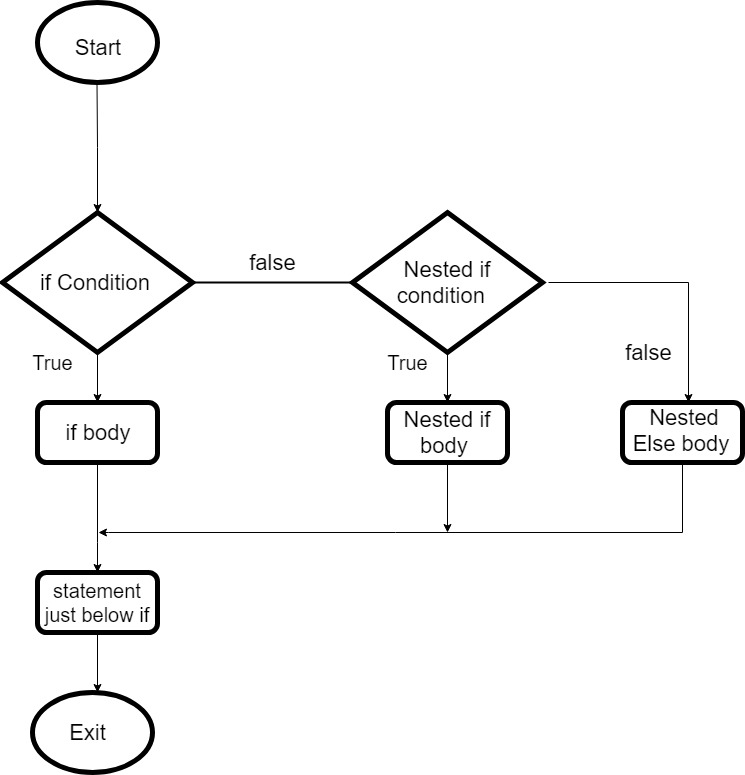 Start
if Condition
false
Nested if
condition
True
True
false
if body
Nested if
body
Nested
Else body
statement
just below if
Exit